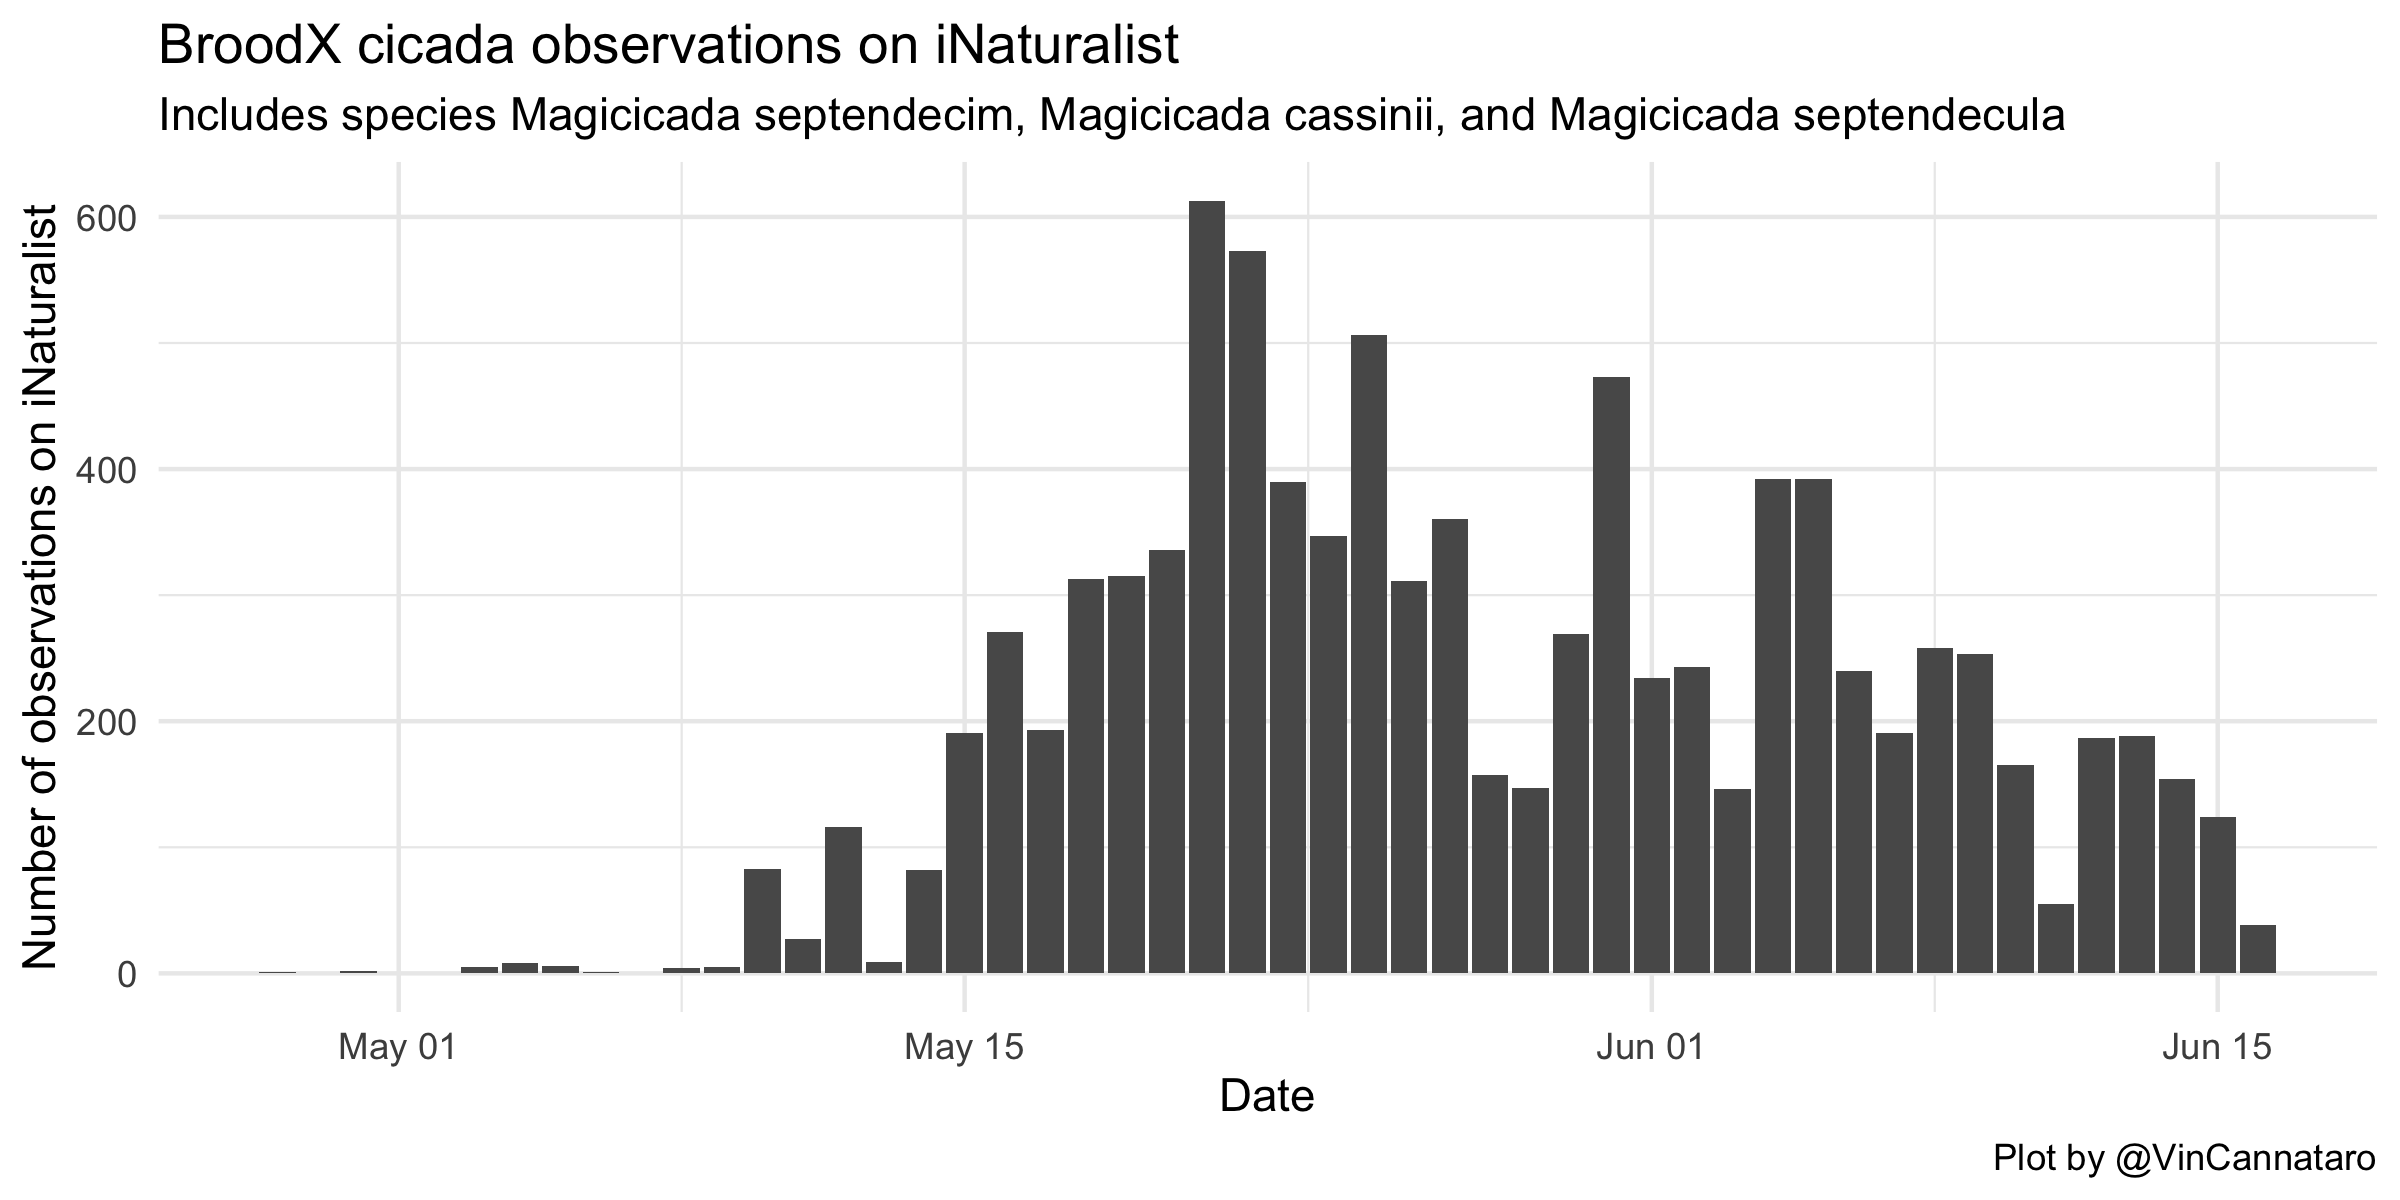 BroodX cicada observations on iNaturalist
Includes species Magicicada septendecim, Magicicada cassinii, and Magicicada septendecula
Number of observations on iNaturalist
600
400
200
0
May 01
May 15
Jun 01
Jun 15
Date
Plot by @VinCannataro